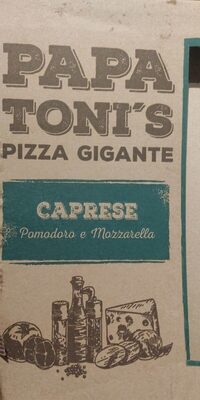 PAPA
TONI'S
PIZZA GIGANTE
CAPRESE
Pomodoro e Mozzarella